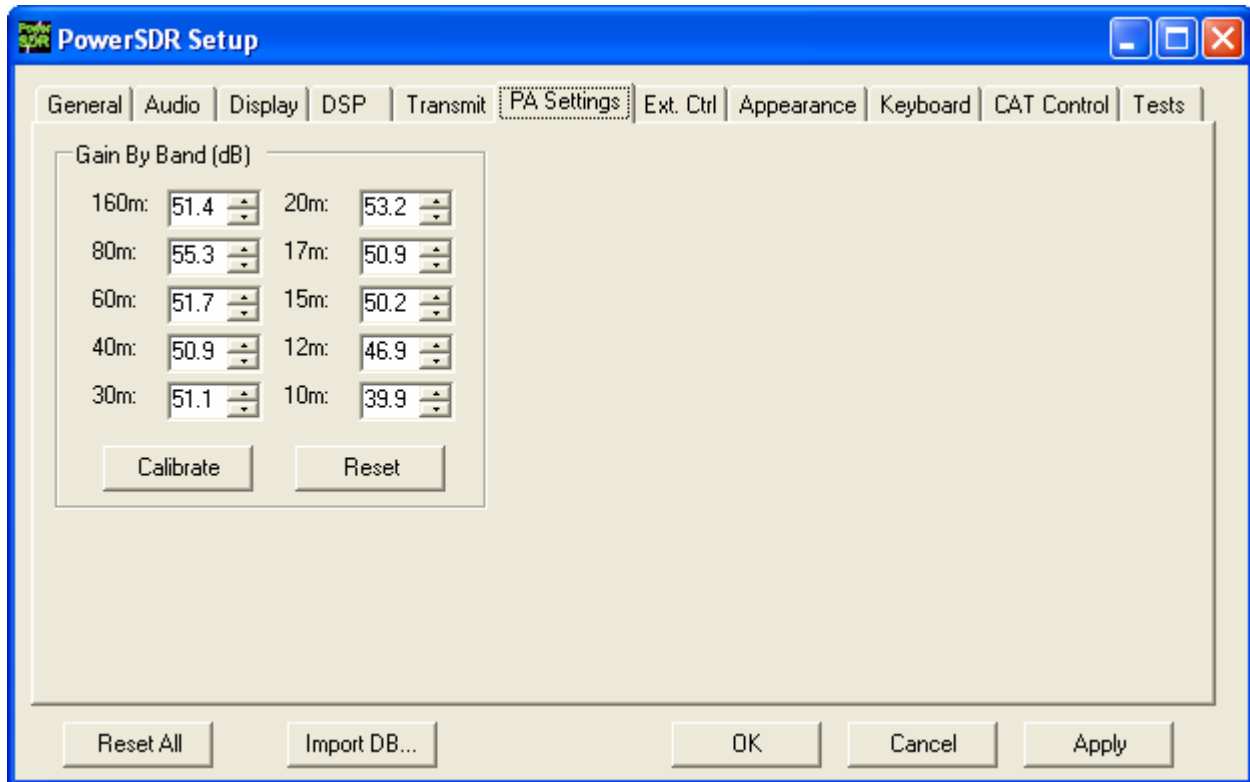 Power SDR PowerSDR Setup
General Audio Display DSP Transmit PA Settings Ext. Ctrl Appearance Keyboard CAT Control Tests
Gain By Band (dB)
160m: 51.4 20m: 53.2
80m: 55.3 17m: 50.9
60m: 51.7 15m: 50.2
40m: 50.9 12m: 46.9
30m: 51.1 10m: 39.9
Calibrate Reset
Reset All Import DB... OK Cancel Apply